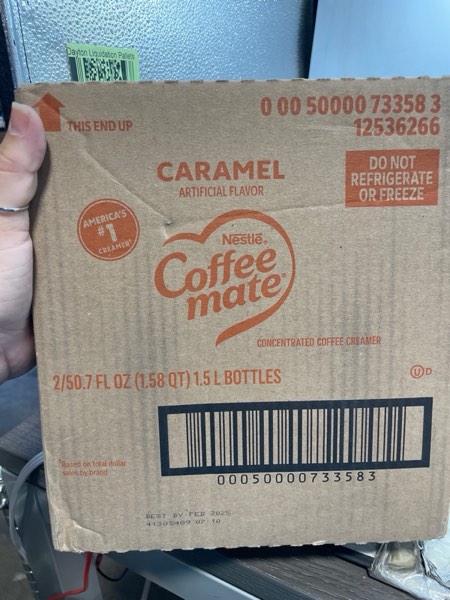 Dayton Liquidation Pallets
THIS END UP
0 00 50000 73358 3
12536266
CARAMEL
ARTIFICIAL FLAVOR
DO NOT
REFRIGERATE
OR FREEZE
AMERICA'S
#1
CREAMER*
Nestlé®
Coffee
mate®
CONCENTRATED COFFEE CREAMER
2/50.7 FL OZ (1.58 QT) 1.5 L BOTTLES
UD
*Based on total dollar
sales by brand
00050000733583
BEST BY FEB 2025